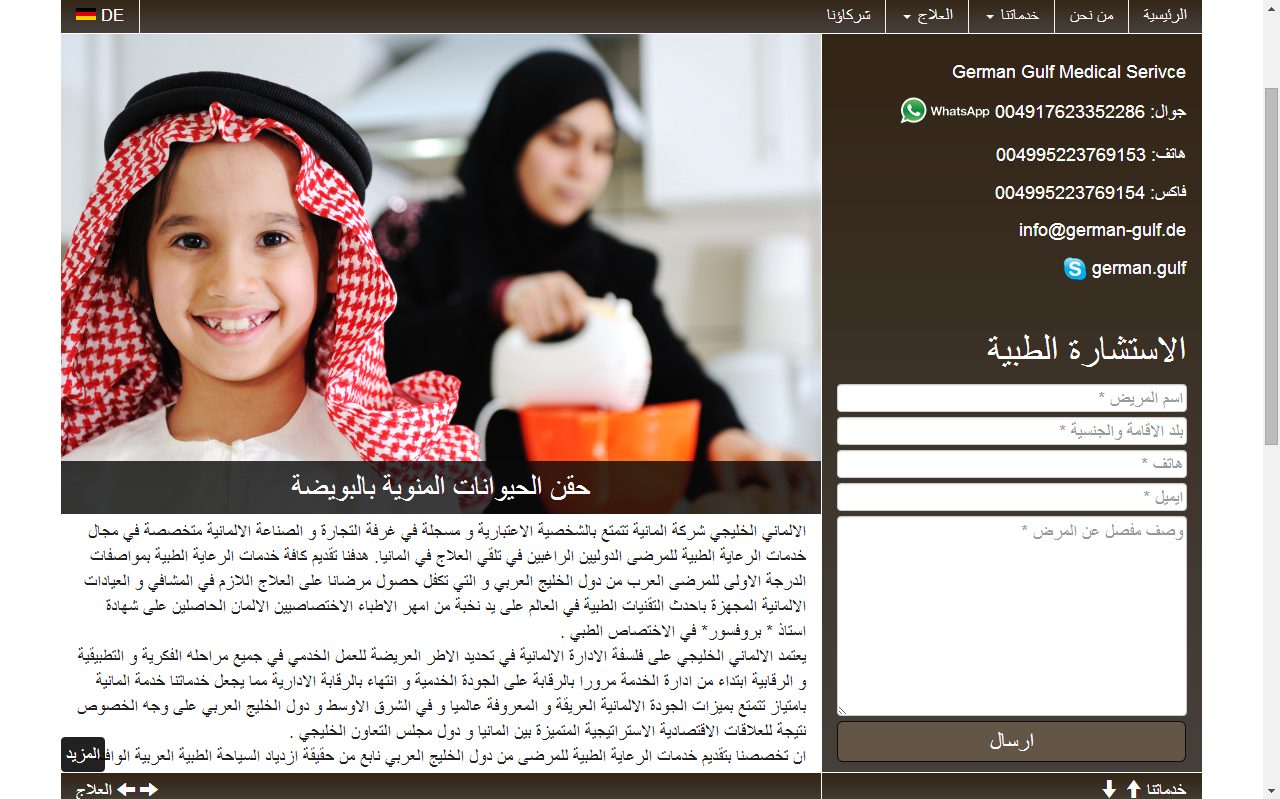 الرئيسية
من نحن
خدماتنا
العلاج
شركاؤنا
DE
German Gulf Medical Serivce
جوال: 004917623352286 WhatsApp
هاتف: 004995223769153
فاكس: 004995223769154
info@german-gulf.de
german.gulf
الاستشارة الطبية
اسم المريض *
بلد الاقامة والجنسية *
هاتف *
ايميل *
وصف مفصل عن المرض *
ارسال
حقن الحيوانات المنوية بالبويضة
الالماني الخليجي شركة المانية تتمتع بالشخصية الاعتبارية و مسجلة في غرفة التجارة و الصناعة الالمانية متخصصة في مجال
خدمات الرعاية الطبية للمرضى الدوليين الراغبين في تلقّي العلاج في المانيا. هدفنا تقديم كافة خدمات الرعاية الطبية بمواصفات
الدرجة الاولى للمرضى العرب من دول الخليج العربي و التي تكفل حصول مرضانا على العلاج اللازم في المشافي و العيادات
الالمانية المجهزة باحدث التقنيات الطبية في العالم على يد نخبة من امهر الاطباء الاختصاصيين الالمان الحاصلين على شهادة
استاذ * بروفسور* في الاختصاص الطبي .
يعتمد الالماني الخليجي على فلسفة الادارة الالمانية في تحديد الاطر العريضة للعمل الخدمي في جميع مراحله الفكرية و التطبيقية
و الرقابية ابتداء من ادارة الخدمة مرورا بالرقابة على الجودة الخدمية و انتهاء بالرقابة الادارية مما يجعل خدماتنا خدمة المانية
بامتياز تتمتع بميزات الجودة الالمانية العريقة و المعروفة عالميا و في الشرق الاوسط و دول الخليج العربي على وجه الخصوص
نتيجة للعلاقات الاقتصادية الاستراتيجية المتميزة بين المانيا و دول مجلس التعاون الخليجي .
ان تخصصنا بتقديم خدمات الرعاية الطبية للمرضى من دول الخليج العربي نابع من حقيقة ازدياد السياحة الطبية العربية
المزيد
خدماتنا
العلاج